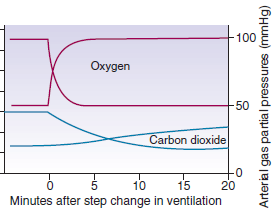 100
Oxygen
50
Carbon dioxide
0
0 5 10 15 20
Minutes after step change in ventilation
Arterial gas partial pressures (mmHg)